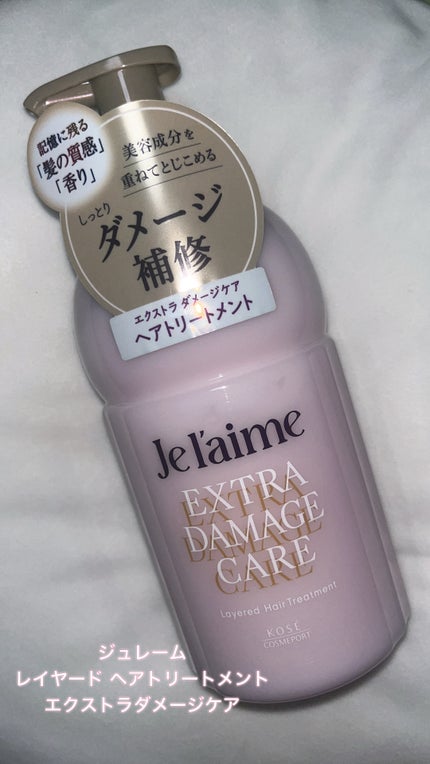 記憶に残る
「髪の質感」
「香り」
美容成分を
重ねてとじこめる
しっとり
ダメージ
補修
エクストラ ダメージケア
ヘアトリートメント
Je l'aime
EXTRA
DAMAGE
CARE
Layered Hair Treatment
KOSÉ
COSMEPORT
ジュレーム
レイヤード ヘアトリートメント
エクストラダメージケア